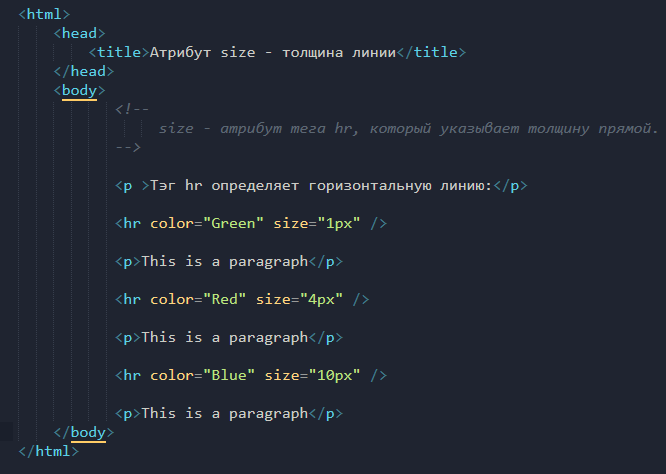 <html>
<head>
<title>Атрибут size - толщина линии</title>
</head>
<body>
<!--
size - атрибут тега hr, который указывает толщину прямой.
-->
<p >Тэг hr определяет горизонтальную линию:</p>
<hr color="Green" size="1px" />
<p>This is a paragraph</p>
<hr color="Red" size="4px" />
<p>This is a paragraph</p>
<hr color="Blue" size="10px" />
<p>This is a paragraph</p>
</body>
</html>